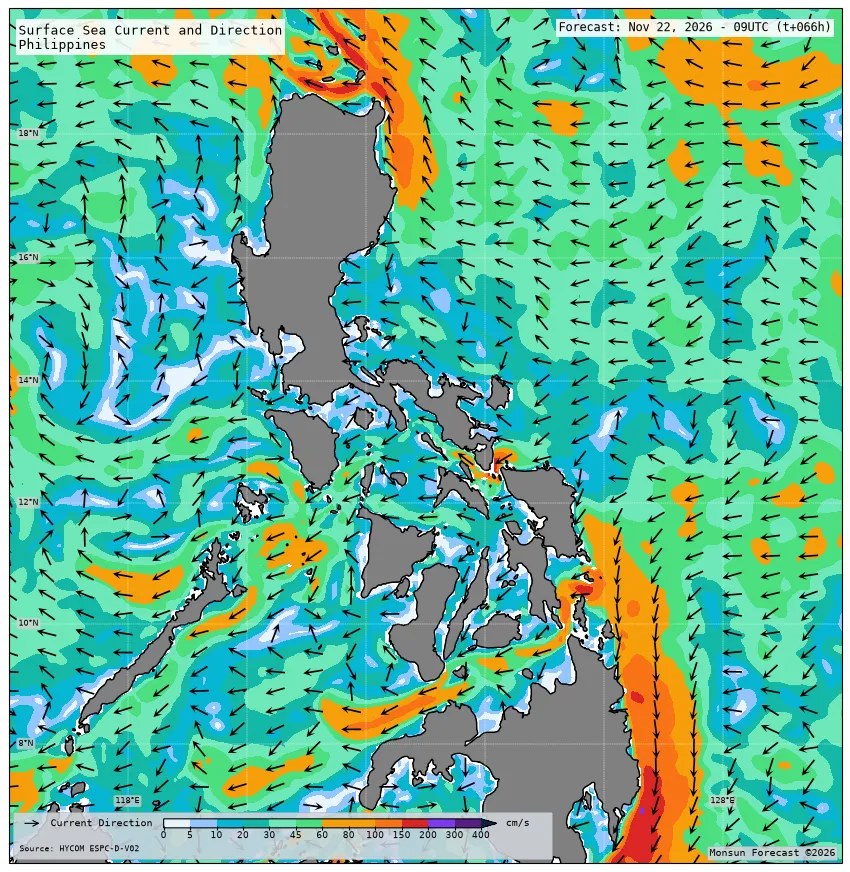 Surface Sea Current and Direction
Philippines
Forecast: Nov 22, 2026 - 09UTC (t+066h)
18°N
16°N
14°N
12°N
10°N
8°N
118°E
128°E
Current Direction
0 5 10 20 30 45 60 80 100 150 200 300 400 cm/s
Source: HYCOM ESPC-D-V02
Monsun Forecast ©2026